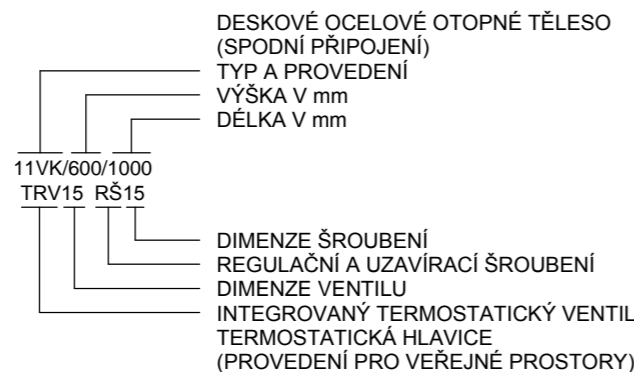 DESKOVÉ OCELOVÉ OTOPNÉ TĚLESO
(SPODNÍ PŘIPOJENÍ)
TYP A PROVEDENÍ
VÝŠKA V mm
DÉLKA V mm
11VK/600/1000
TRV15 RŠ15
DIMENZE ŠROUBENÍ
REGULAČNÍ A UZAVÍRACÍ ŠROUBENÍ
DIMENZE VENTILU
INTEGROVANÝ TERMOSTATICKÝ VENTIL
TERMOSTATICKÁ HLAVICE
(PROVEDENÍ PRO VEŘEJNÉ PROSTORY)